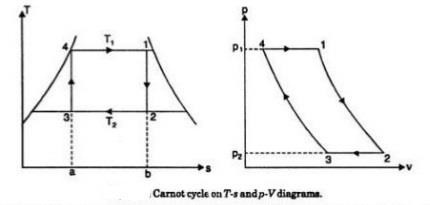 T
4
T₁
1
3
T₂
2
a
b
s
p
p₁
4
1
p₂
3
2
v
Carnot cycle on T-s and p-V diagrams.